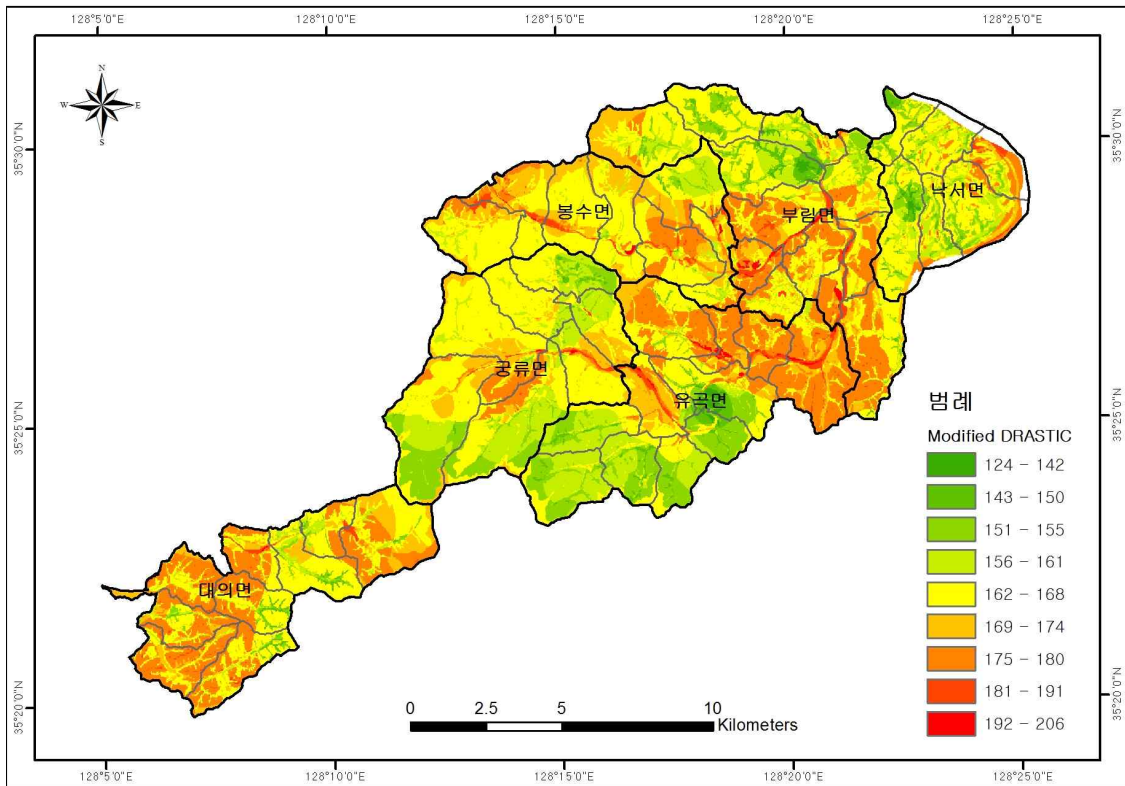 128°5'0"E 128°10'0"E 128°15'0"E 128°20'0"E 128°25'0"E
N
W E
S
35°30'0"N 35°30'0"N
낙서면
봉수면 부림면
궁류면
유곡면
범례
35°25'0"N 35°25'0"N
Modified DRASTIC
124 - 142
143 - 150
151 - 155
156 - 161
162 - 168
169 - 174
175 - 180
181 - 191
192 - 206
대의면
0 2.5 5 10
Kilometers
35°20'0"N 35°20'0"N
128°5'0"E 128°10'0"E 128°15'0"E 128°20'0"E 128°25'0"E